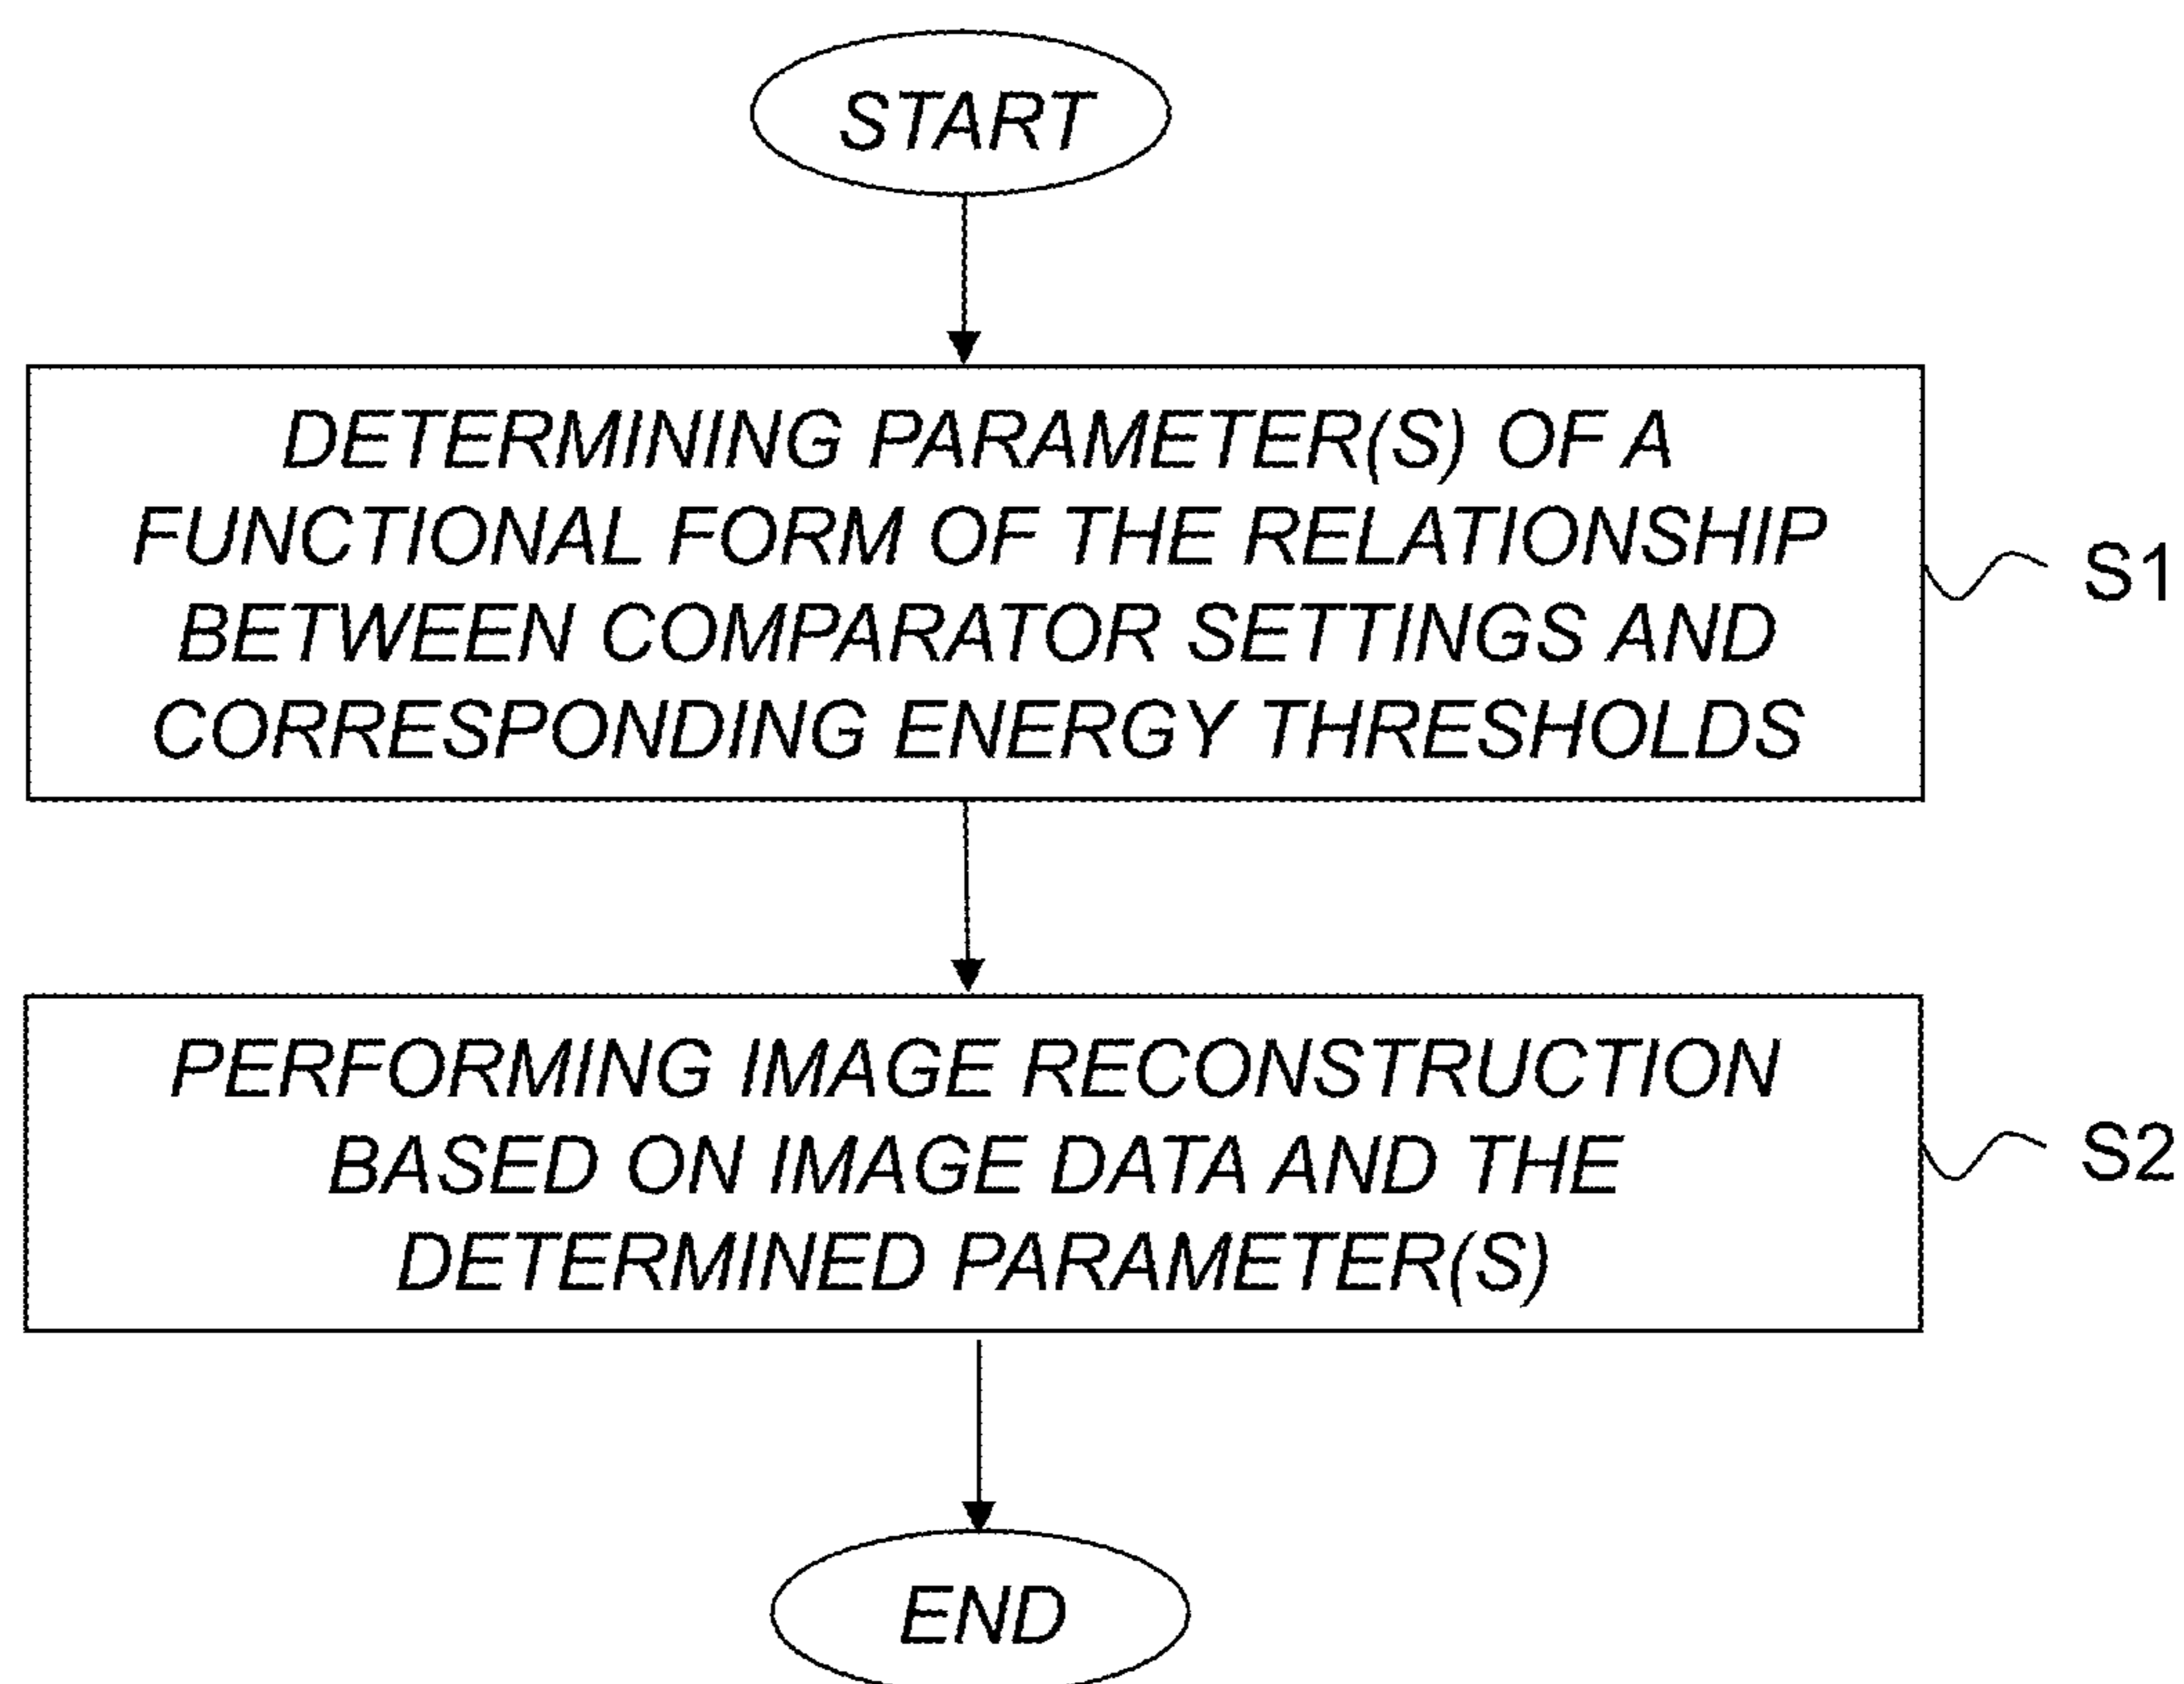 START
DETERMINING PARAMETER(S) OF A
FUNCTIONAL FORM OF THE RELATIONSHIP
BETWEEN COMPARATOR SETTINGS AND
CORRESPONDING ENERGY THRESHOLDS
S1
PERFORMING IMAGE RECONSTRUCTION
BASED ON IMAGE DATA AND THE
DETERMINED PARAMETER(S)
S2
END